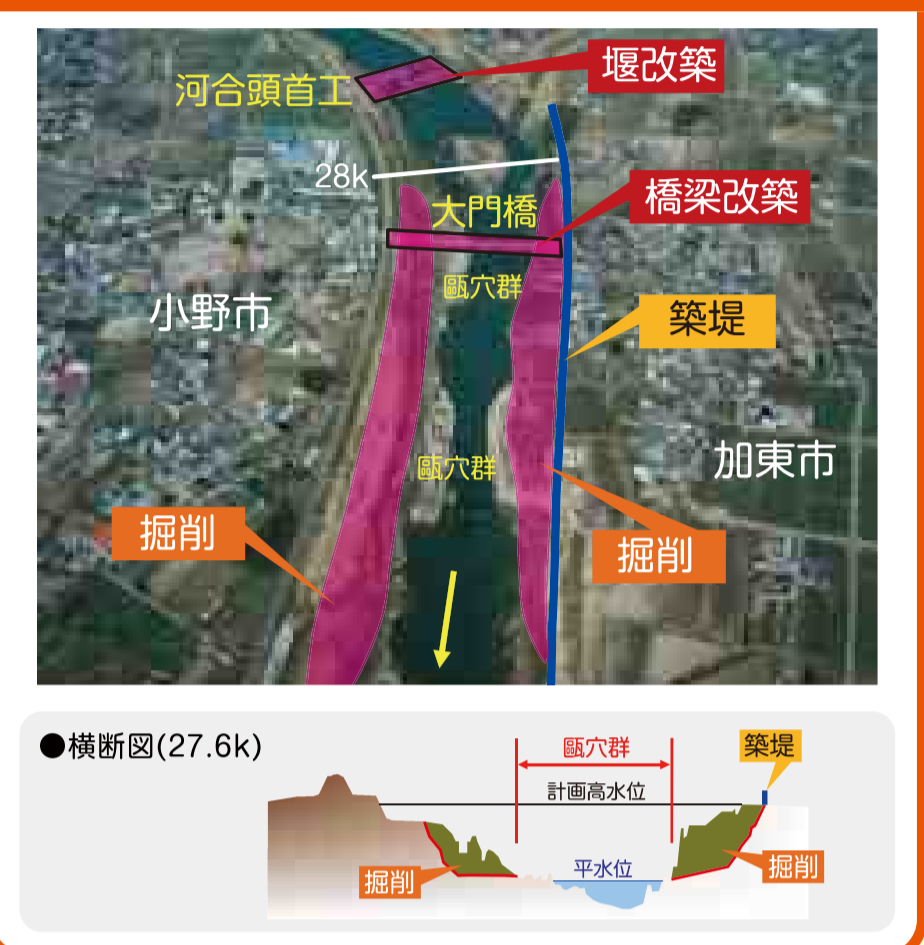 堰改築
河合頭首工
28k
橋梁改築
大門橋
甌穴群
小野市
築堤
加東市
甌穴群
掘削
掘削
●横断図(27.6k)
甌穴群
築堤
計画高水位
平水位
掘削
掘削